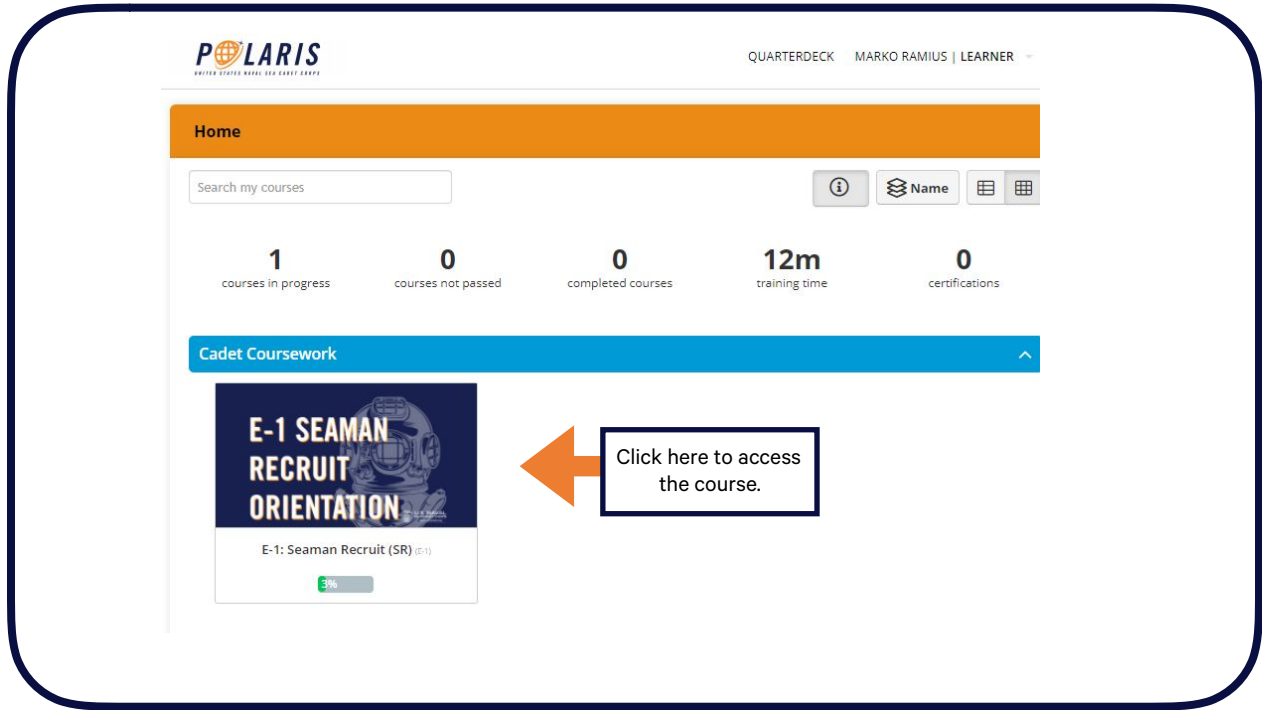 POLARIS
UNITED STATES NAVAL SEA CADET CORPS
QUARTERDECK MARKO RAMIUS | LEARNER
Home
Search my courses
Name
1 0 0 12m 0
courses in progress courses not passed completed courses training time certifications
Cadet Coursework
E-1 SEAMAN
RECRUIT
ORIENTATION
Click here to access
the course.
E-1: Seaman Recruit (SR) (E-1)
3%